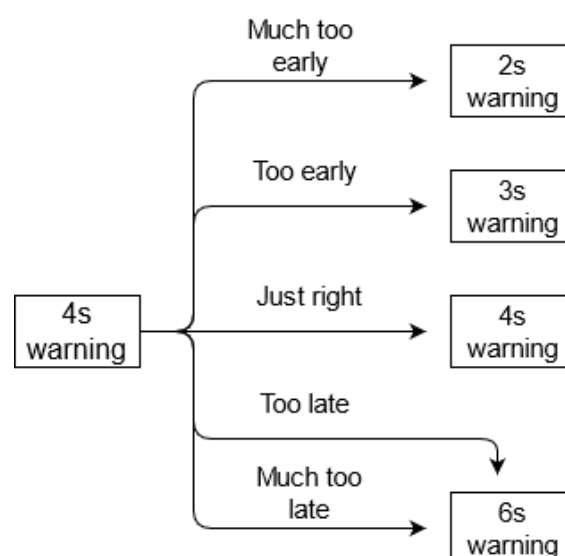 Much too
early
2s
warning
Too early
3s
warning
4s
warning
Just right
4s
warning
Too late
Much too
late
6s
warning